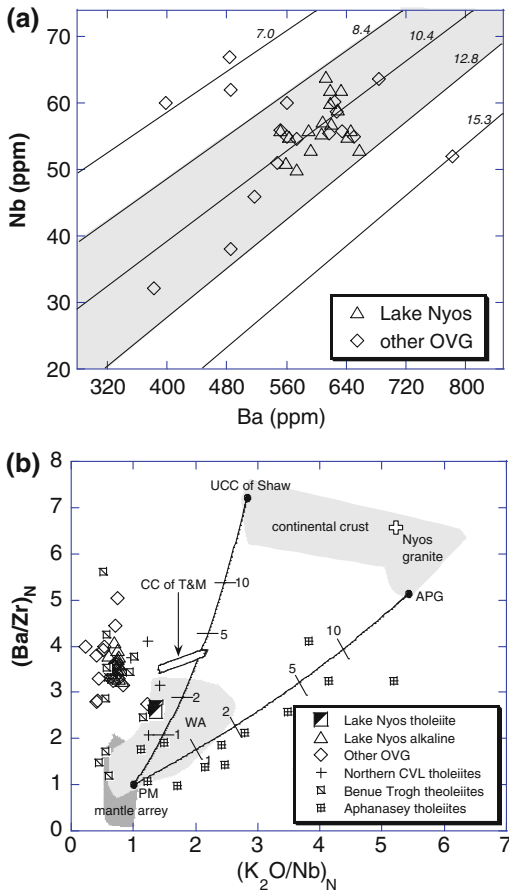 (a)
70
60
50
40
30
20
Nb (ppm)
7.0
8.4
10.4
12.8
15.3
Lake Nyos
other OVG
320 400 480 560 640 720 800
Ba (ppm)
(b)
8
7
6
5
4
3
2
1
0
(Ba/Zr)N
UCC of Shaw
continental crust
Nyos
granite
CC of T&M
10
APG
5
10
5
2
WA
2
1
1
PM
mantle arrey
Lake Nyos tholeiite
Lake Nyos alkaline
Other OVG
Northern CVL tholeiites
Benue Trogh theoleiites
Aphanasey tholeiites
0 1 2 3 4 5 6 7
(K2O/Nb)N